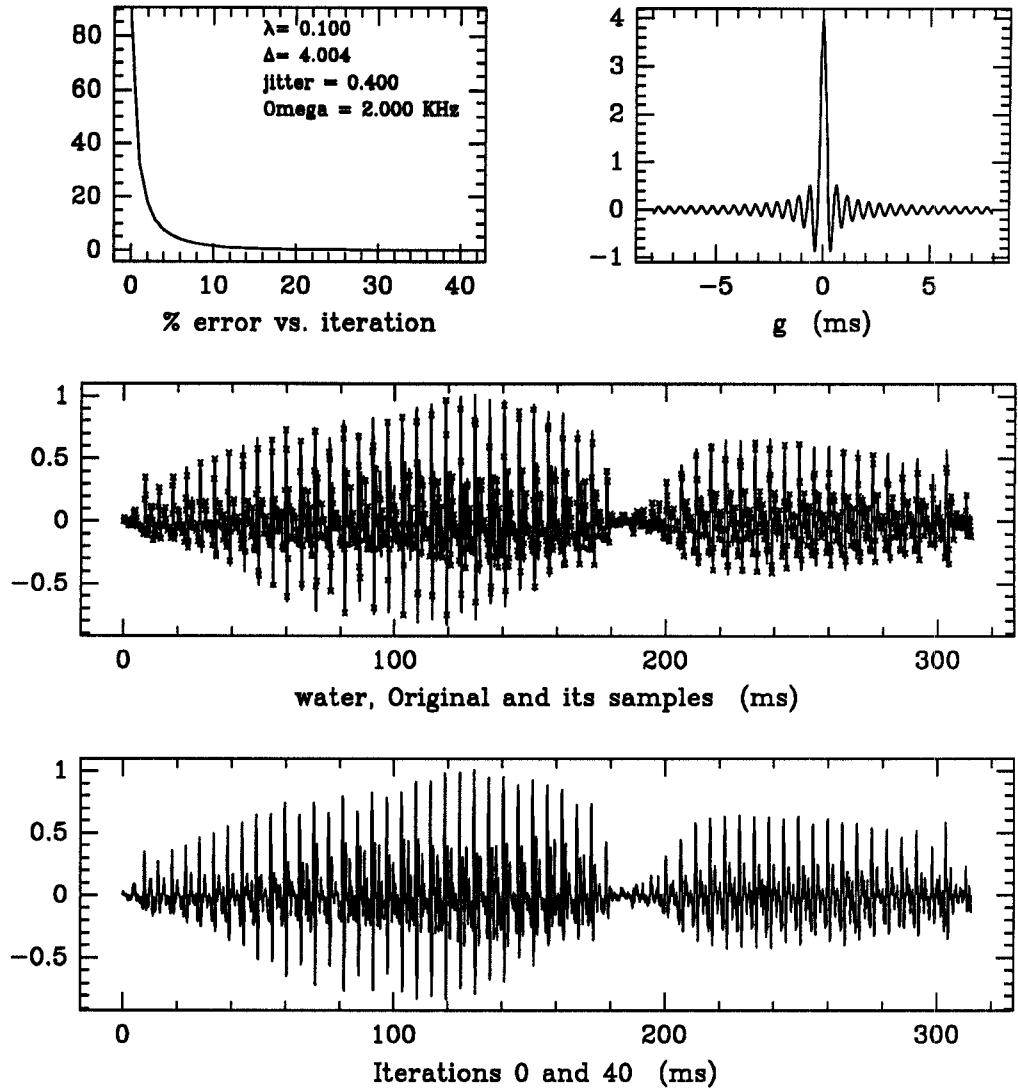 80
60
40
20
0
λ= 0.100
Δ= 4.004
jitter = 0.400
Omega = 2.000 KHz
0 10 20 30 40
% error vs. iteration
4
3
2
1
0
−1
−5 0 5
g (ms)
1
0.5
0
−0.5
0 100 200 300
water, Original and its samples (ms)
1
0.5
0
−0.5
0 100 200 300
Iterations 0 and 40 (ms)